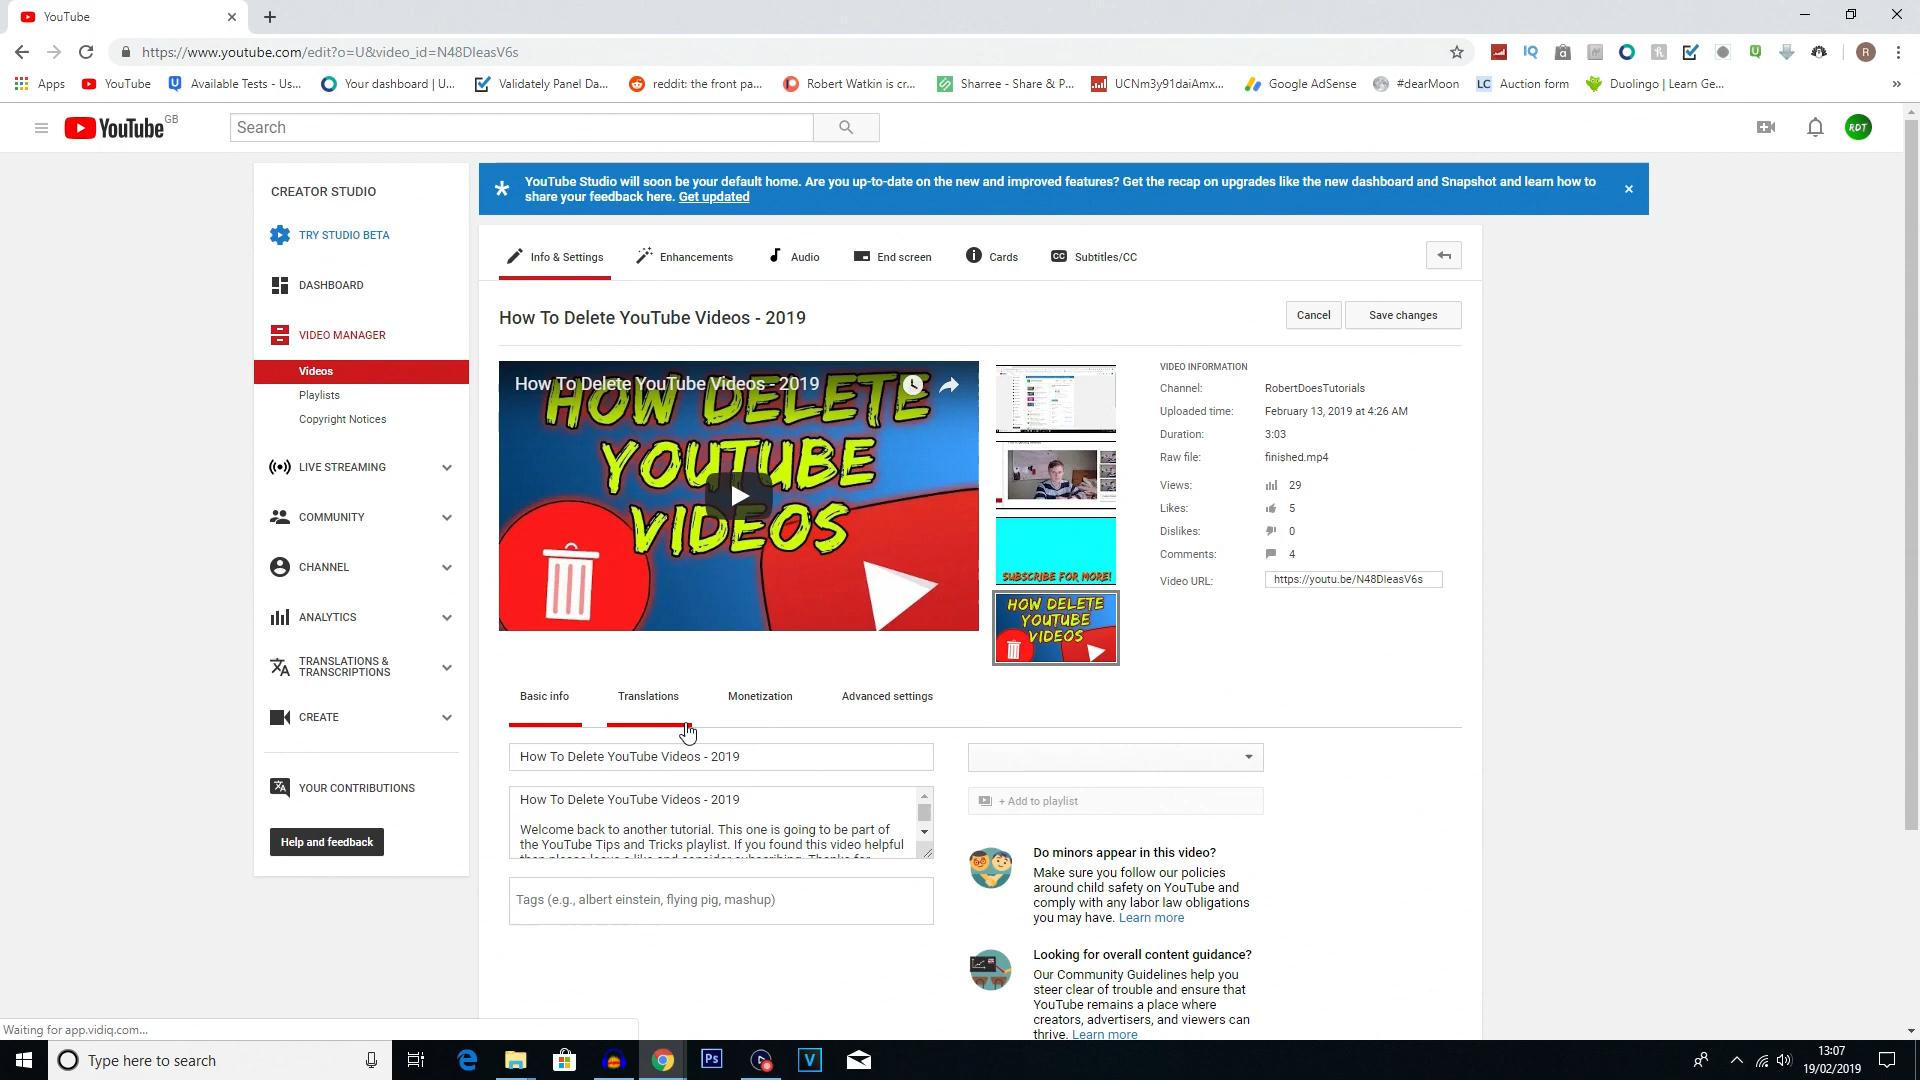 YouTube
https://www.youtube.com/edit?o=U&video_id=N48DIeasV6s
Apps
YouTube
Available Tests - Us...
Your dashboard | U...
Validately Panel Da...
reddit: the front pa...
Robert Watkin is cr...
Sharree - Share & P...
UCNm3y91daiAmx...
Google AdSense
#dearMoon
LC Auction form
Duolingo | Learn Ge...
»
YouTube GB
Search
RDT
CREATOR STUDIO
TRY STUDIO BETA
DASHBOARD
VIDEO MANAGER
Videos
Playlists
Copyright Notices
LIVE STREAMING
COMMUNITY
CHANNEL
ANALYTICS
TRANSLATIONS &
TRANSCRIPTIONS
CREATE
YOUR CONTRIBUTIONS
Help and feedback
YouTube Studio will soon be your default home. Are you up-to-date on the new and improved features? Get the recap on upgrades like the new dashboard and Snapshot and learn how to
share your feedback here. Get updated
Info & Settings
Enhancements
Audio
End screen
Cards
CC Subtitles/CC
How To Delete YouTube Videos - 2019
Cancel
Save changes
How To Delete YouTube Videos - 2019
HOW DELETE
YOUTUBE
VIDEOS
SUBSCRIBE FOR MORE!
HOW DELETE
YOUTUBE
VIDEOS
VIDEO INFORMATION
Channel: RobertDoesTutorials
Uploaded time: February 13, 2019 at 4:26 AM
Duration: 3:03
Raw file: finished.mp4
Views: 29
Likes: 5
Dislikes: 0
Comments: 4
Video URL: https://youtu.be/N48DIeasV6s
Basic info
Translations
Monetization
Advanced settings
How To Delete YouTube Videos - 2019
How To Delete YouTube Videos - 2019
Welcome back to another tutorial. This one is going to be part of
the YouTube Tips and Tricks playlist. If you found this video helpful
then please leave a like and consider subscribing. Thanks for
Tags (e.g., albert einstein, flying pig, mashup)
+ Add to playlist
Do minors appear in this video?
Make sure you follow our policies
around child safety on YouTube and
comply with any labor law obligations
you may have. Learn more
Looking for overall content guidance?
Our Community Guidelines help you
steer clear of trouble and ensure that
YouTube remains a place where
creators, advertisers, and viewers can
thrive. Learn more
Waiting for app.vidiq.com...
Type here to search
Ps
V
13:07
19/02/2019